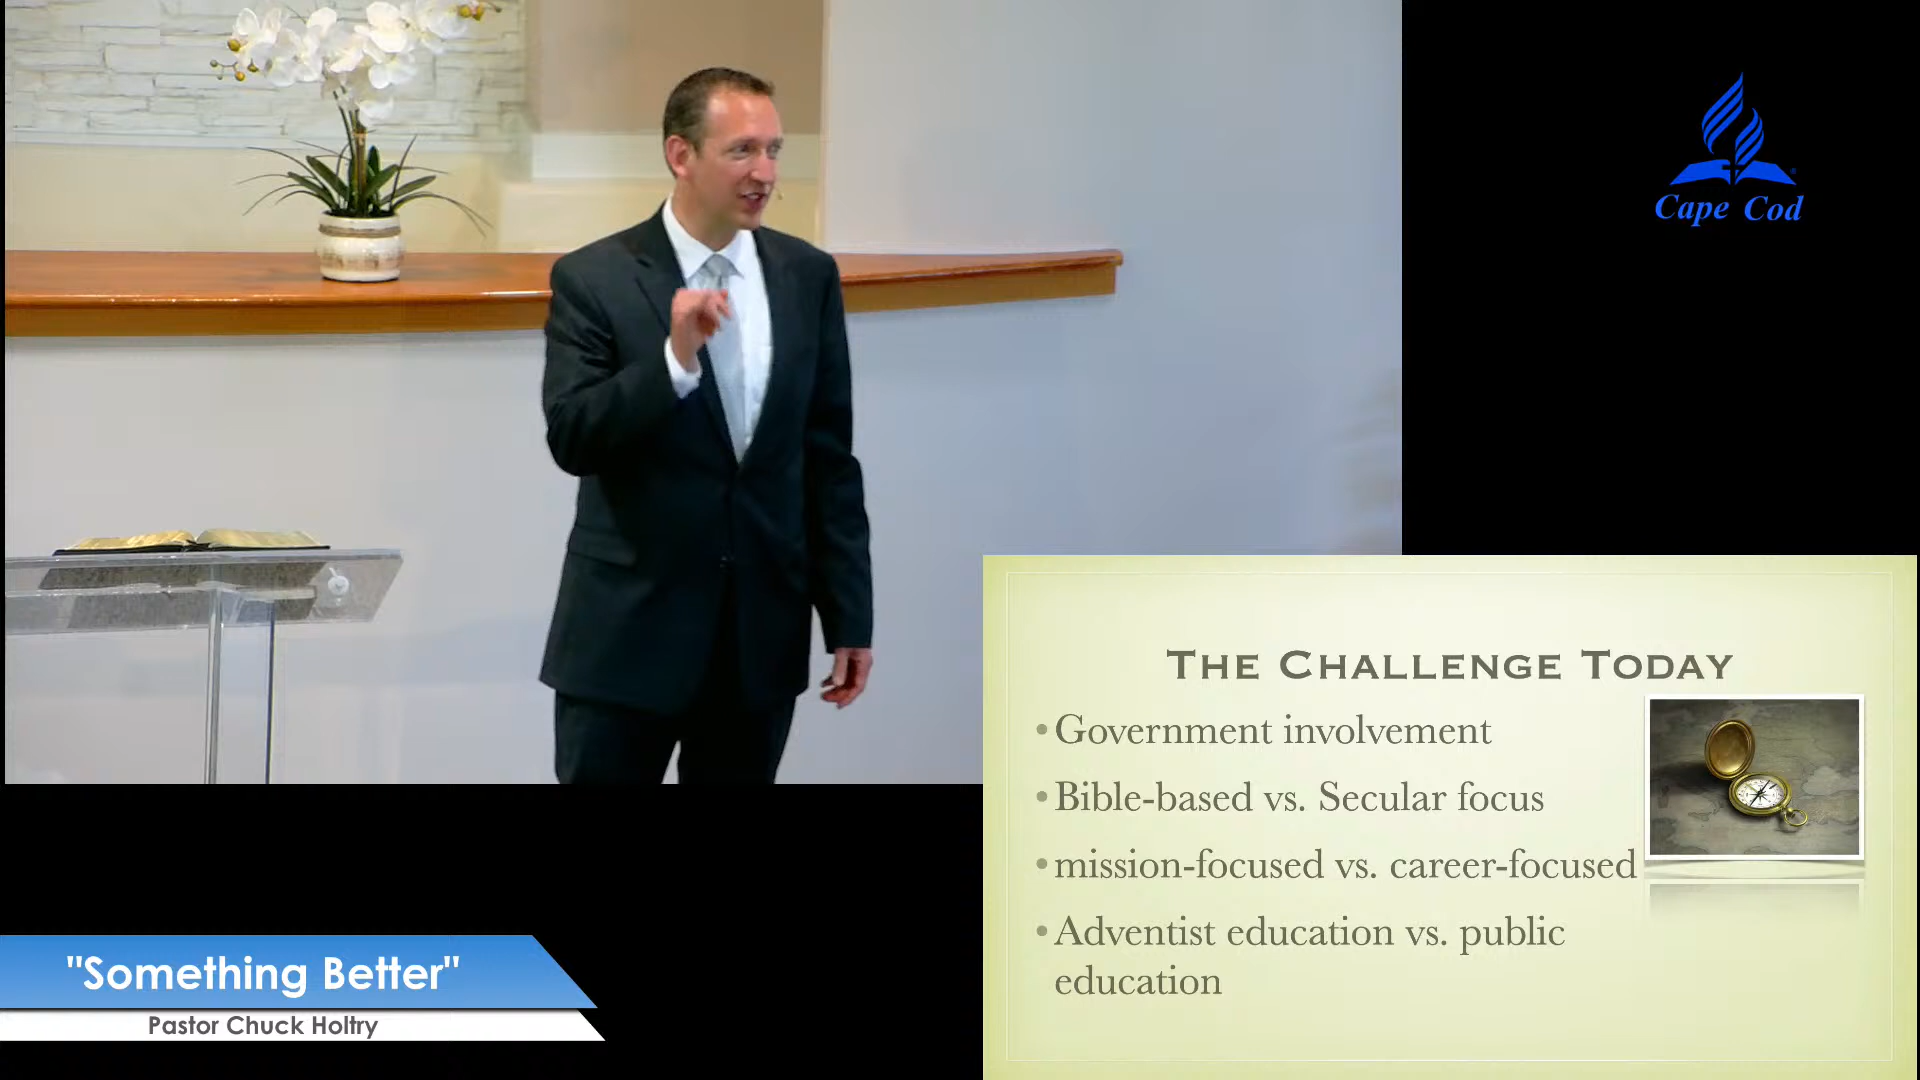 Cape Cod
THE CHALLENGE TODAY
• Government involvement
• Bible-based vs. Secular focus
• mission-focused vs. career-focused
• Adventist education vs. public
education
"Something Better"
Pastor Chuck Holtry